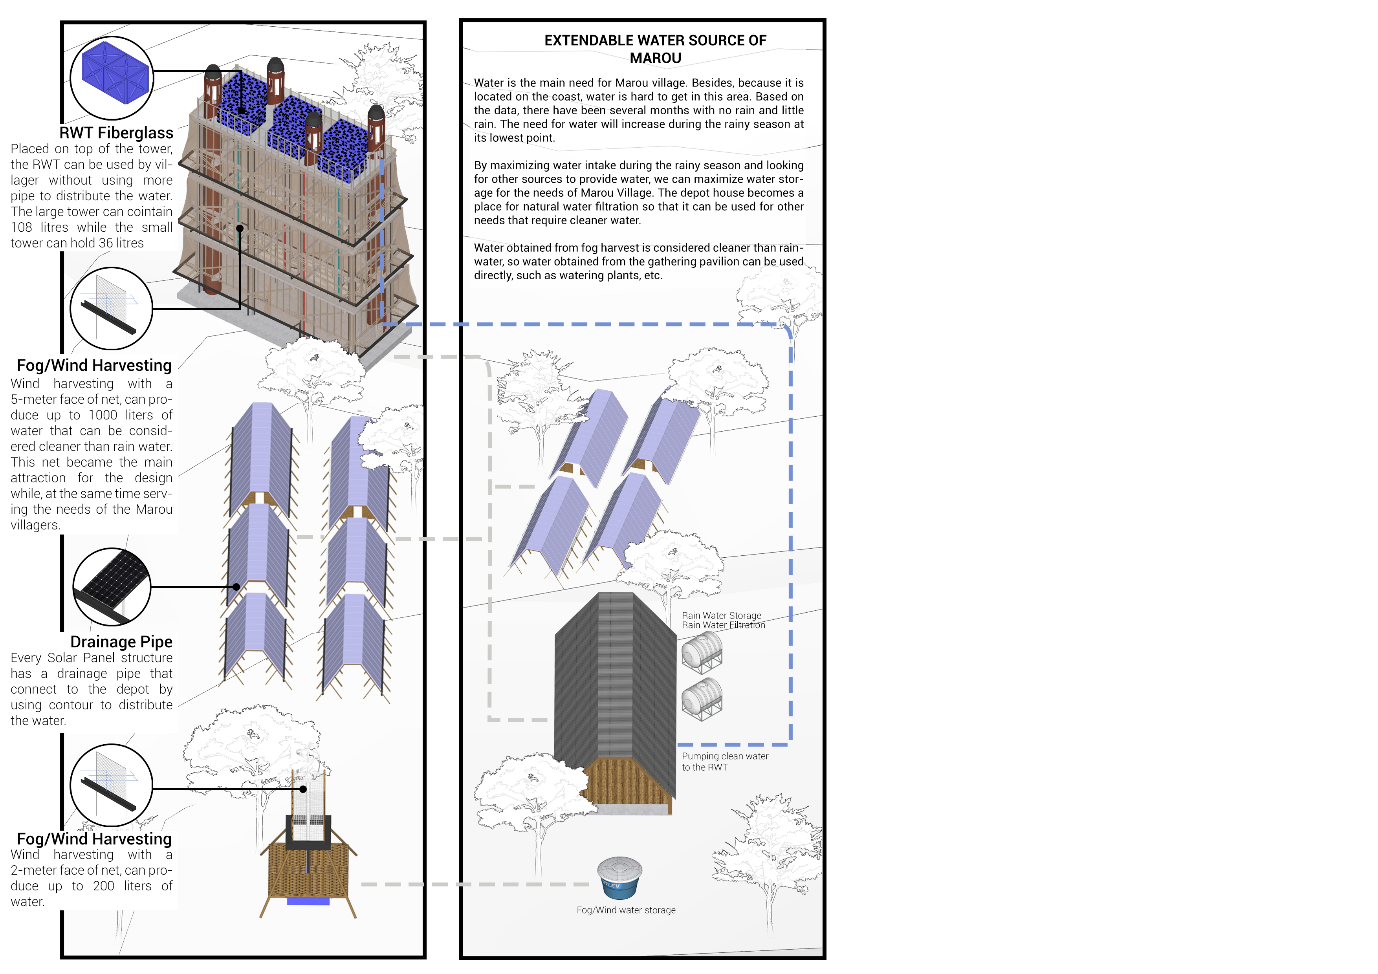 RWT Fiberglass
Placed on top of the tower,
the RWT can be used by vil-
lager without using more
pipe to distribute the water.
The large tower can cointain
108 litres while the small
tower can hold 36 litres
Fog/Wind Harvesting
Wind harvesting with a
5-meter face of net, can pro-
duce up to 1000 liters of
water that can be consid-
ered cleaner than rain water.
This net became the main
attraction for the design
while, at the same time serv-
ing the needs of the Marou
villagers.
Drainage Pipe
Every Solar Panel structure
has a drainage pipe that
connect to the depot by
using contour to distribute
the water.
Fog/Wind Harvesting
Wind harvesting with a
2-meter face of net, can pro-
duce up to 200 liters of
water.
EXTENDABLE WATER SOURCE OF
MAROU
Water is the main need for Marou village. Besides, because it is
located on the coast, water is hard to get in this area. Based on
the data, there have been several months with no rain and little
rain. The need for water will increase during the rainy season at
its lowest point.
By maximizing water intake during the rainy season and looking
for other sources to provide water, we can maximize water stor-
age for the needs of Marou Village. The depot house becomes a
place for natural water filtration so that it can be used for other
needs that require cleaner water.
Water obtained from fog harvest is considered cleaner than rain-
water, so water obtained from the gathering pavilion can be used
directly, such as watering plants, etc.
Rain Water Storage
Rain Water Filtration
Pumping clean water
to the RWT
Fog/Wind water storage